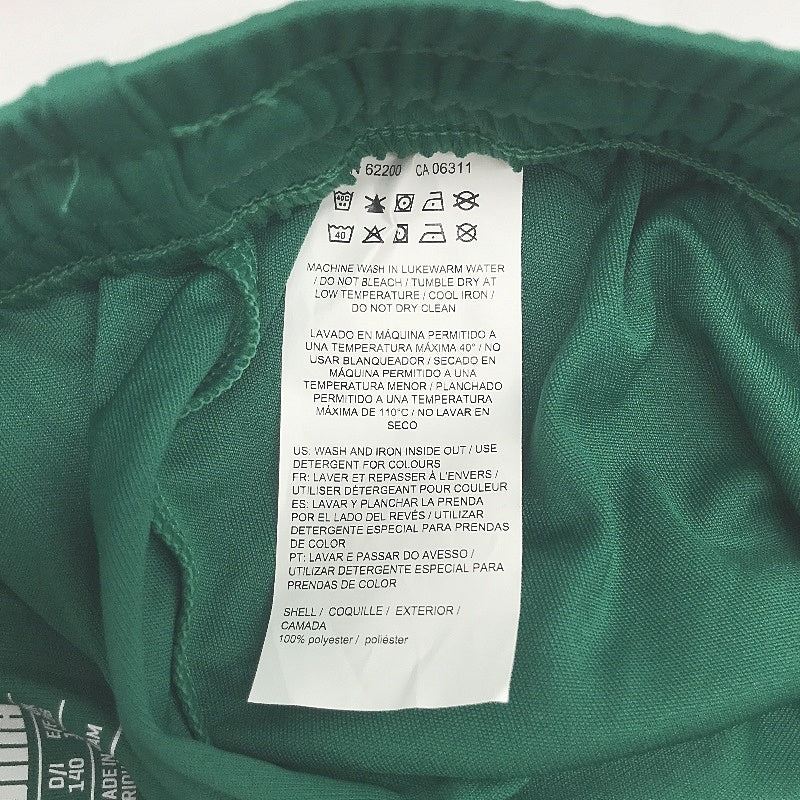 62200 CA 06311
40C
40
MACHINE WASH IN LUKEWARM WATER
/ DO NOT BLEACH / TUMBLE DRY AT
LOW TEMPERATURE / COOL IRON /
DO NOT DRY CLEAN
LAVADO EN MÁQUINA PERMITIDO A
UNA TEMPERATURA MÁXIMA 40° / NO
USAR BLANQUEADOR / SECADO EN
MÁQUINA PERMITIDO A UNA
TEMPERATURA MENOR / PLANCHADO
PERMITIDO A UNA TEMPERATURA
MÁXIMA DE 110°C / NO LAVAR EN
SECO
US: WASH AND IRON INSIDE OUT / USE
DETERGENT FOR COLOURS
FR: LAVER ET REPASSER À L'ENVERS /
UTILISER DÉTERGEANT POUR COULEUR
ES: LAVAR Y PLANCHAR LA PRENDA
POR EL LADO DEL REVÉS / UTILIZAR
DETERGENTE ESPECIAL PARA PRENDAS
DE COLOR
PT: LAVAR E PASSAR DO AVESSO /
UTILIZAR DETERGENTE ESPECIAL PARA
PRENDAS DE COLOR
SHELL / COQUILLE / EXTERIOR /
CAMADA
100% polyester / poliéster
D/I
140